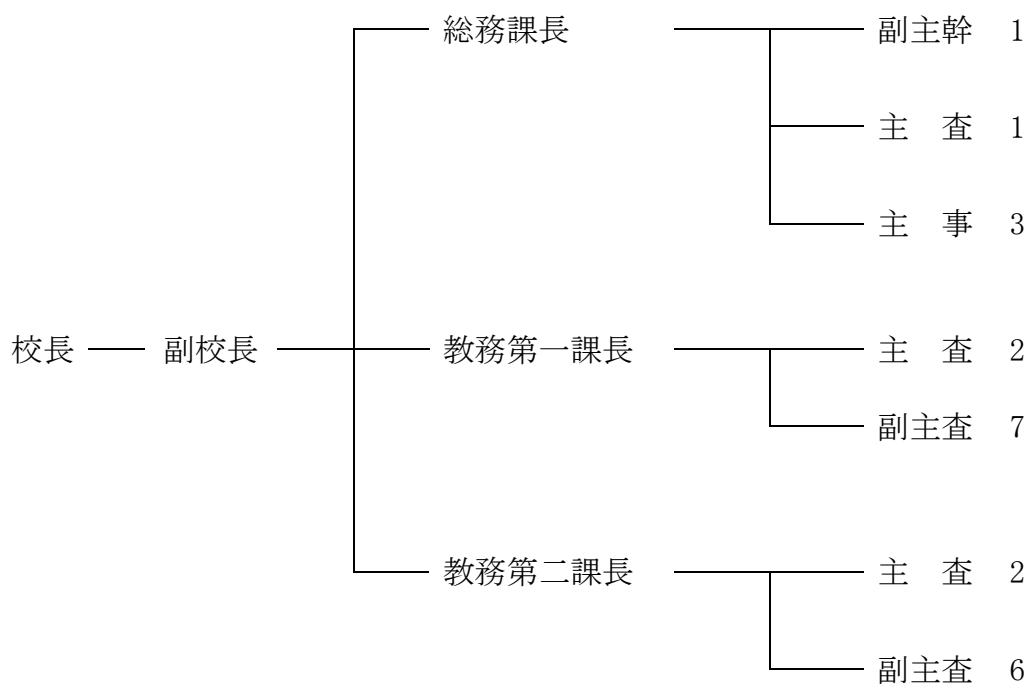 総務課長 副主幹 1
主 査 1
主 事 3
校長 副校長 教務第一課長 主 査 2
副主査 7
教務第二課長 主 査 2
副主査 6